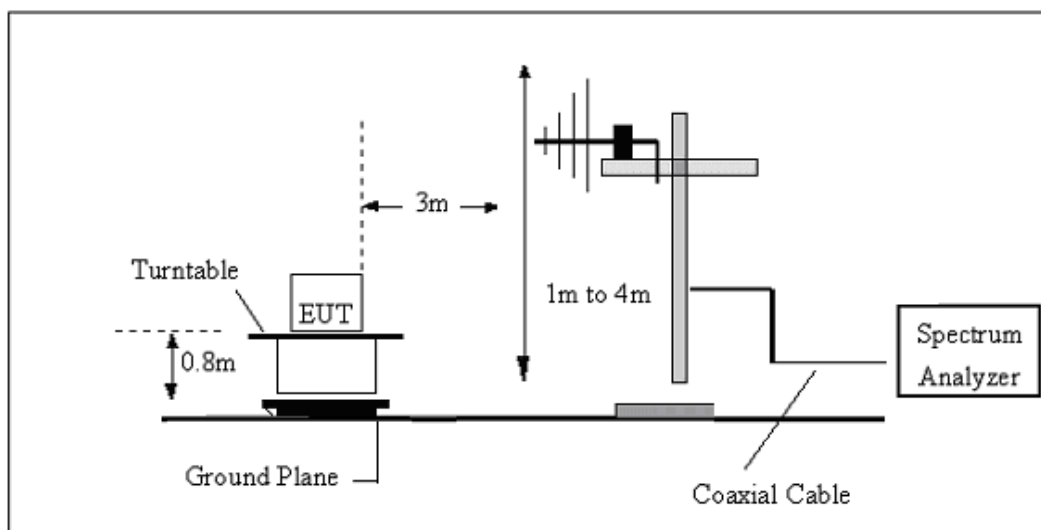 3m
Turntable
EUT
1m to 4m
0.8m
Spectrum
Analyzer
Ground Plane
Coaxial Cable